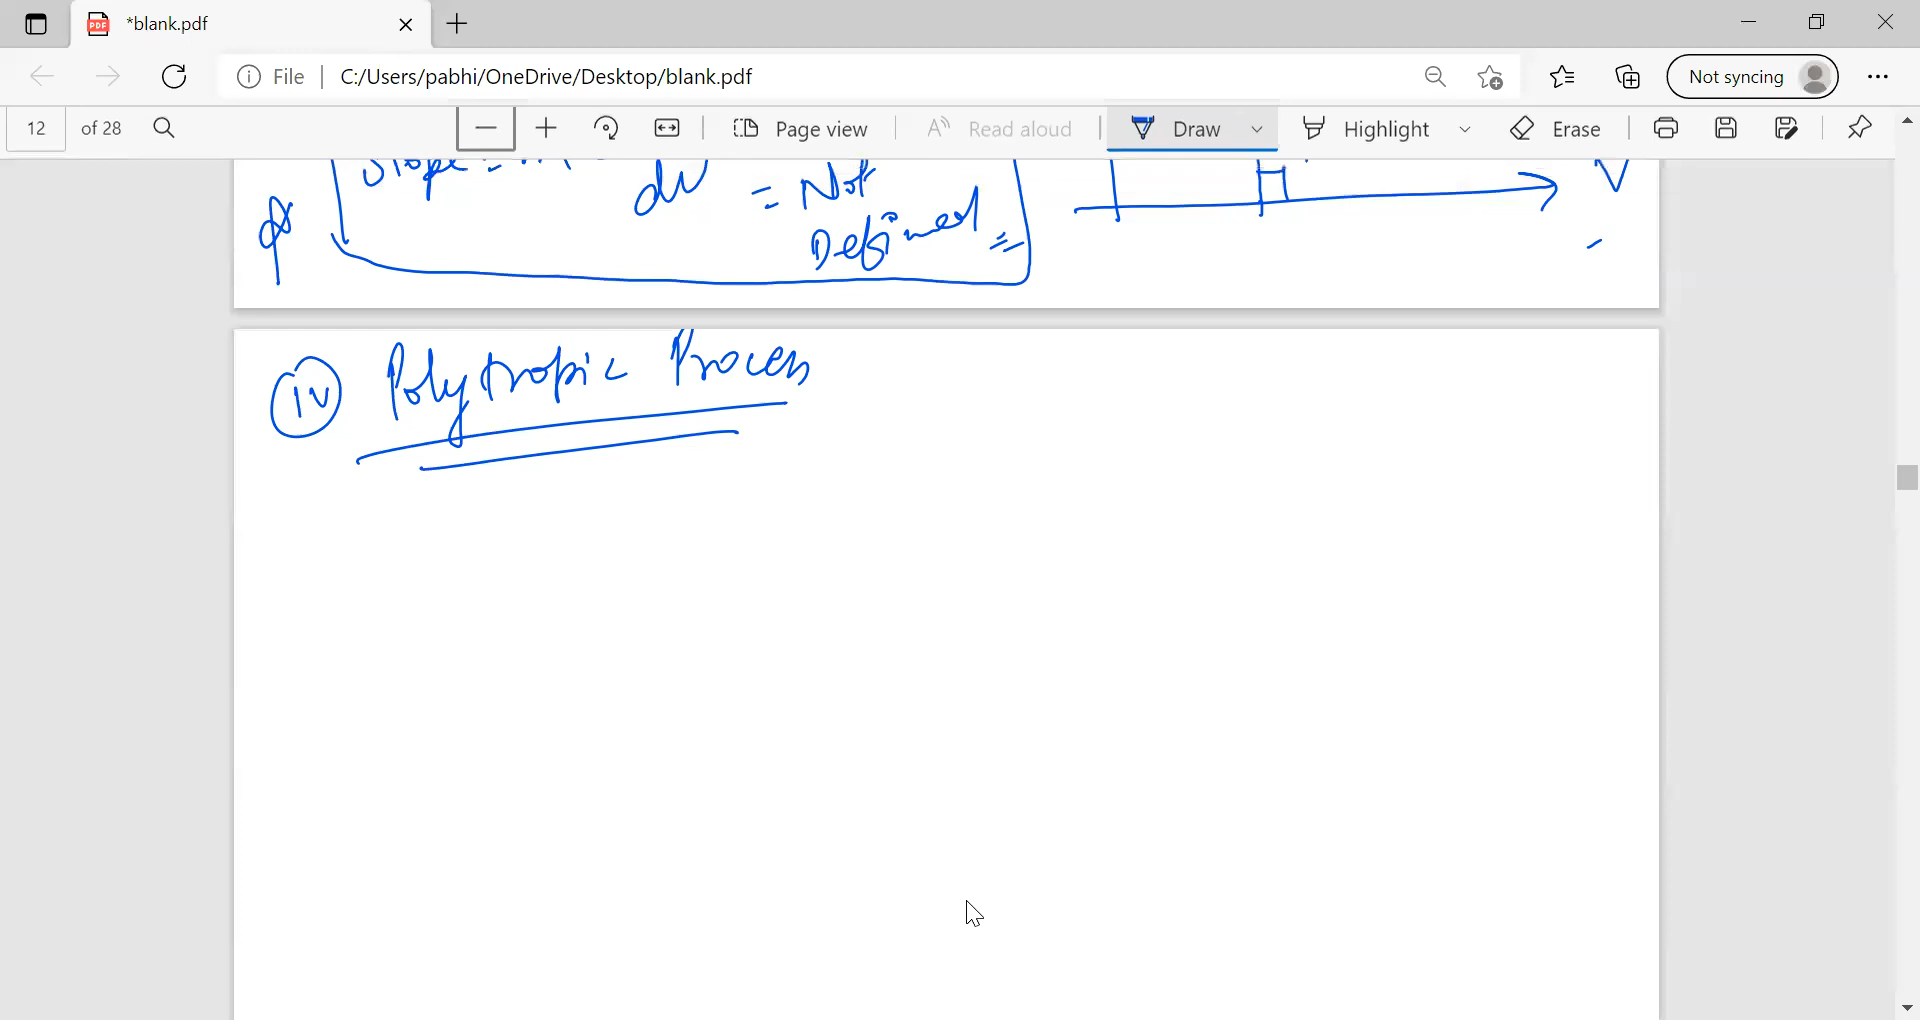 *blank.pdf
File | C:/Users/pabhi/OneDrive/Desktop/blank.pdf
Not syncing
12 of 28
Page view
Read aloud
Draw
Highlight
Erase
V
dv = Not
Defined =
(iv) Polytropic Process